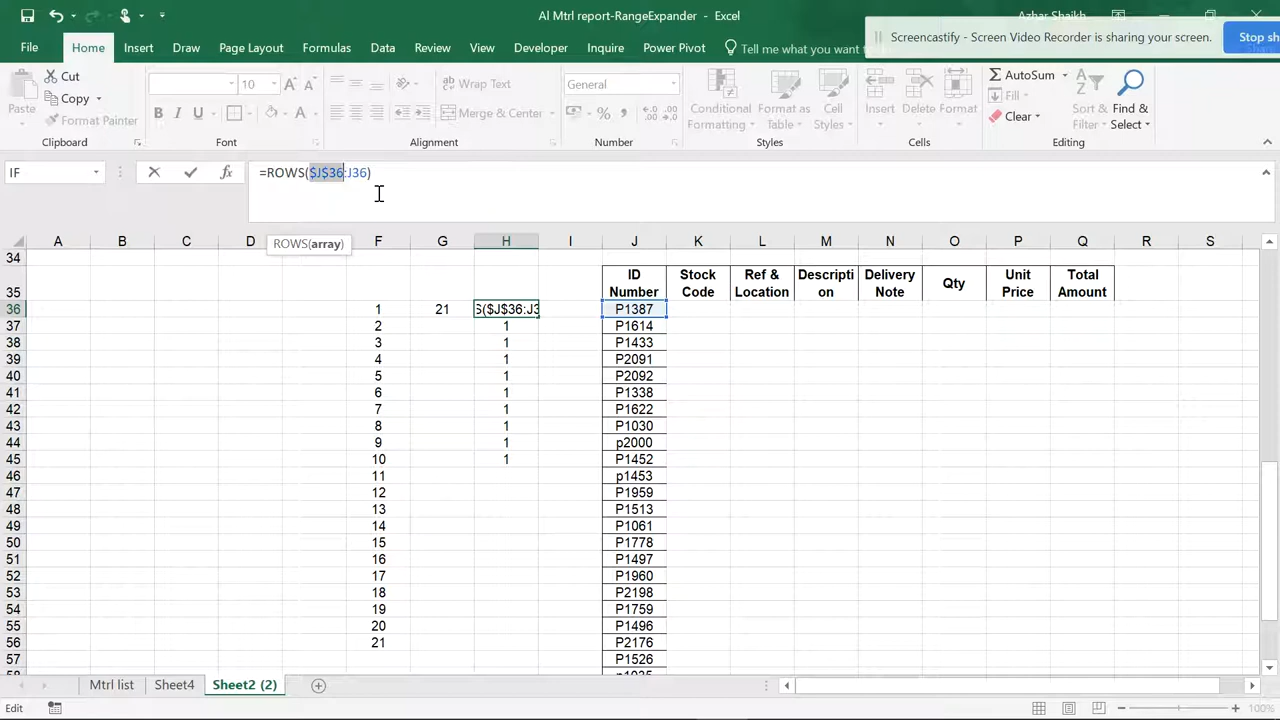 Al Mtrl report-RangeExpander - Excel
Azhar Shaikh
Screencastify - Screen Video Recorder is sharing your screen.
Stop sh
File Home Insert Draw Page Layout Formulas Data Review View Developer Inquire Power Pivot Tell me what you want
Paste
Cut
Copy
Format Painter
Clipboard
10
A A
B I U
Font
Wrap Text
Merge & Center
Alignment
General
$ % ,
Number
Conditional Formatting
Format as Table
Cell Styles
Styles
Insert
Delete
Format
Cells
AutoSum
Fill
Clear
Sort & Filter
Find & Select
Editing
IF
fx
=ROWS($J$36:J36)
ROWS(array)
A B C D F G H I J K L M N O P Q R S
34
35 ID Number Stock Code Ref & Location Descripti on Delivery Note Qty Unit Price Total Amount
36 1 21 S($J$36:J3 P1387
37 2 1 P1614
38 3 1 P1433
39 4 1 P2091
40 5 1 P2092
41 6 1 P1338
42 7 1 P1622
43 8 1 P1030
44 9 1 p2000
45 10 1 P1452
46 11 p1453
47 12 P1959
48 13 P1513
49 14 P1061
50 15 P1778
51 16 P1497
52 17 P1960
53 18 P2198
54 19 P1759
55 20 P1496
56 21 P2176
57 P1526
Mtrl list Sheet4 Sheet2 (2)
Edit
100%